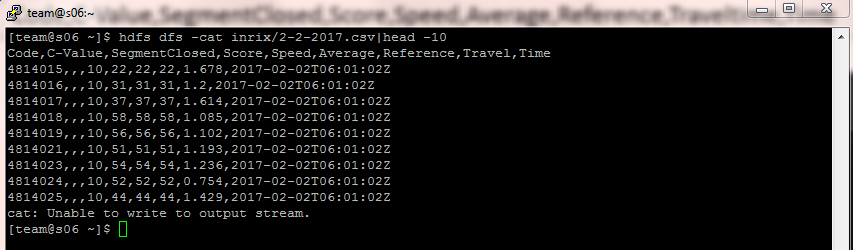 team@s06:~
[team@s06 ~]$ hdfs dfs -cat inrix/2-2-2017.csv|head -10
Code,C-Value,SegmentClosed,Score,Speed,Average,Reference,Travel,Time
4814015,,,10,22,22,22,1.678,2017-02-02T06:01:02Z
4814016,,,10,31,31,31,1.2,2017-02-02T06:01:02Z
4814017,,,10,37,37,37,1.614,2017-02-02T06:01:02Z
4814018,,,10,58,58,58,1.085,2017-02-02T06:01:02Z
4814019,,,10,56,56,56,1.102,2017-02-02T06:01:02Z
4814021,,,10,51,51,51,1.193,2017-02-02T06:01:02Z
4814023,,,10,54,54,54,1.236,2017-02-02T06:01:02Z
4814024,,,10,52,52,52,0.754,2017-02-02T06:01:02Z
4814025,,,10,44,44,44,1.429,2017-02-02T06:01:02Z
cat: Unable to write to output stream.
[team@s06 ~]$